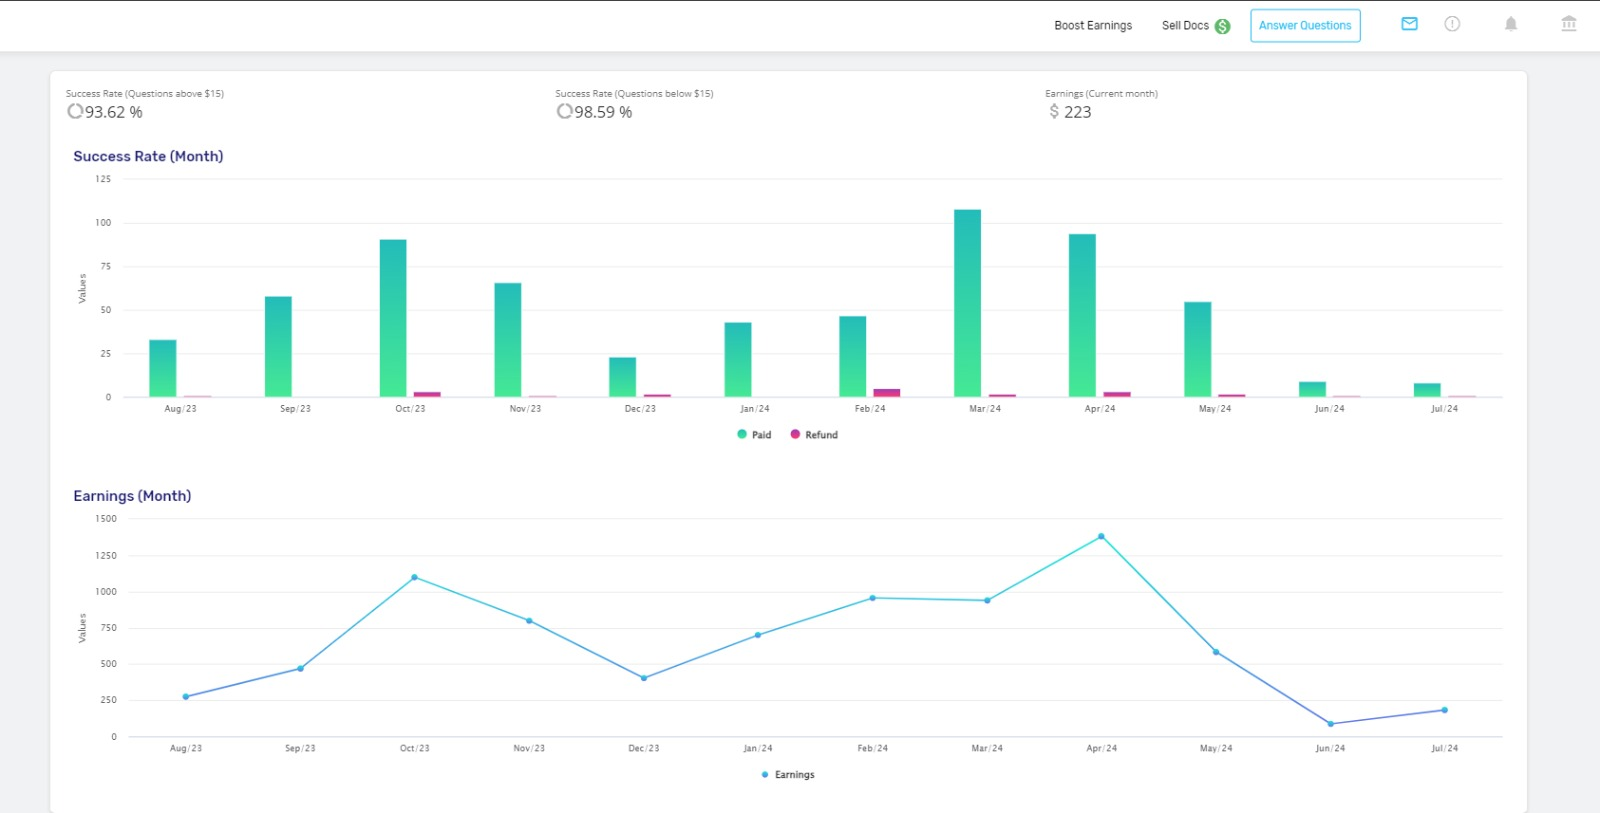 Boost Earnings Sell Docs $ Answer Questions
Success Rate (Questions above $15) Success Rate (Questions below $15) Earnings (Current month)
93.62 % 98.59 % $ 223
Success Rate (Month)
125
100
75
50
25
0
Values
Aug/23 Sep/23 Oct/23 Nov/23 Dec/23 Jan/24 Feb/24 Mar/24 Apr/24 May/24 Jun/24 Jul/24
Paid Refund
Earnings (Month)
1500
1250
1000
750
500
250
0
Values
Aug/23 Sep/23 Oct/23 Nov/23 Dec/23 Jan/24 Feb/24 Mar/24 Apr/24 May/24 Jun/24 Jul/24
Earnings